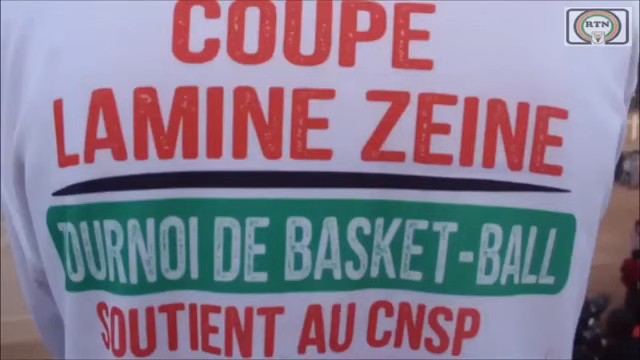 RTN
COUPE
LAMINE ZEINE
TOURNOI DE BASKET-BALL
SOUTIENT AU CNSP